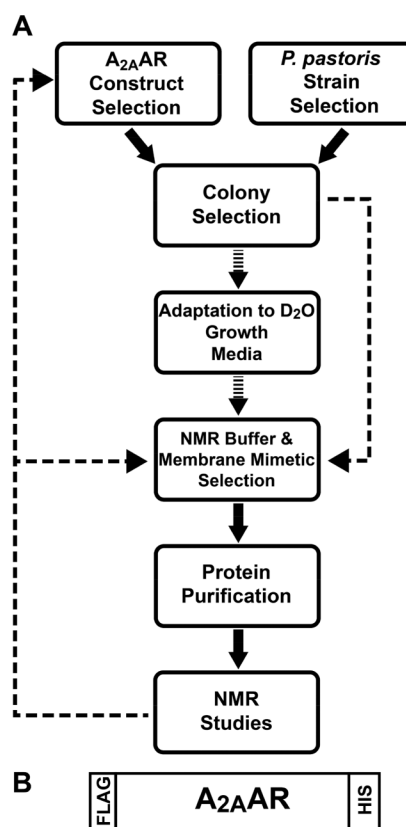 A
A2AAR
Construct
Selection
P. pastoris
Strain
Selection
Colony
Selection
Adaptation to D2O
Growth
Media
NMR Buffer &
Membrane Mimetic
Selection
Protein
Purification
NMR
Studies
B
FLAG
A2AAR
HIS